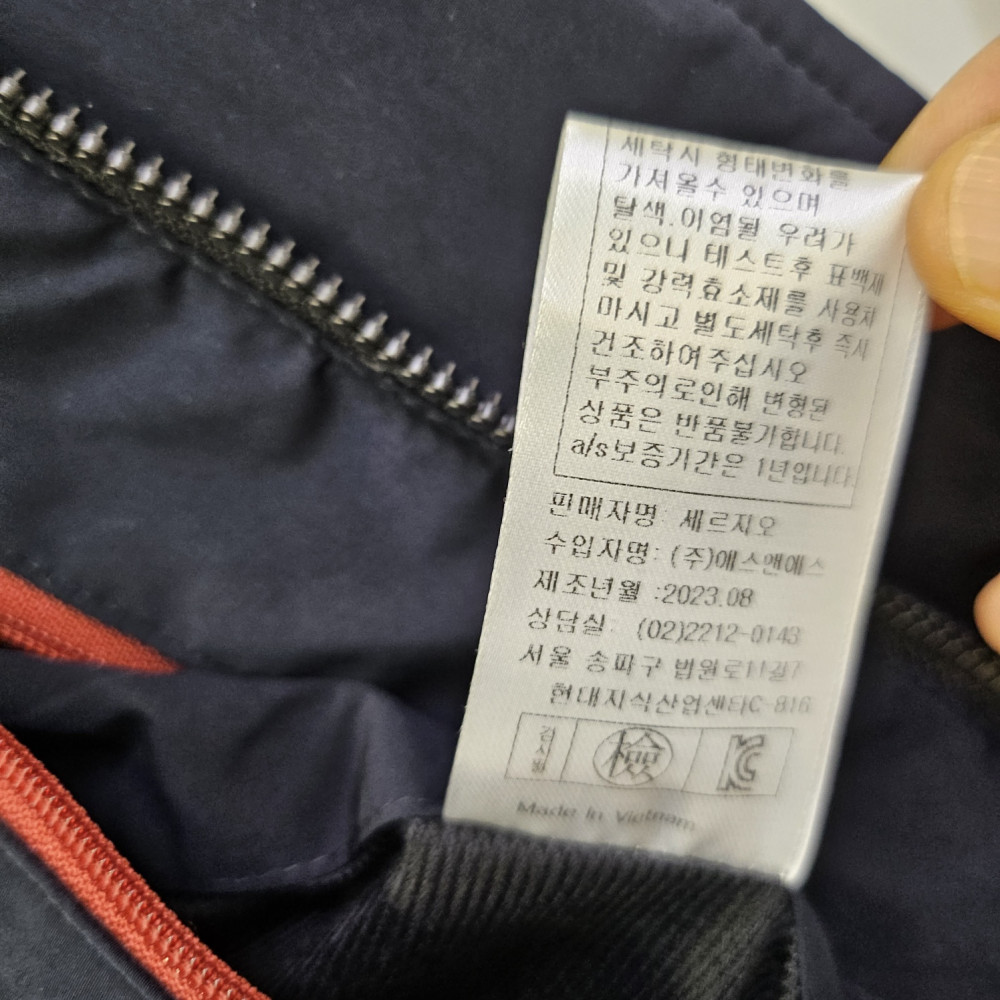 세탁시 형태변화를
가져올수 있으며
탈색.이염될 우려가
있으니 테스트후 표백제
및 강력효소제를 사용치
마시고 별도세탁후 즉시
건조하여주십시오
부주의로인해 변형된
상품은 반품불가합니다.
a/s보증기간은 1년입니다.
판매자명: 세르지오
수입자명: (주)에스앤에스
제조년월 :2023.08
상담실: (02)2212-0143
서울 송파구 법원로11길7
현대지식산업센터C-816
검사필
檢
Made in Vietnam